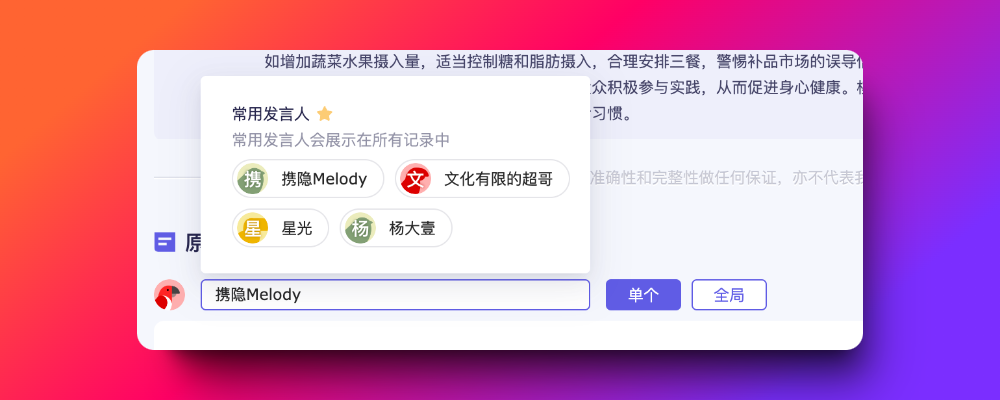 如增加蔬菜水果摄入量，适当控制糖和脂肪摄入，合理安排三餐，警惕补品市场的误导
众积极参与实践，从而促进身心健康。
习惯。
常用发言人
常用发言人会展示在所有记录中
携 携隐Melody 文 文化有限的超哥
准确性和完整性做任何保证，亦不代表我
星 星光 杨 杨大壹
原
携隐Melody 单个 全局